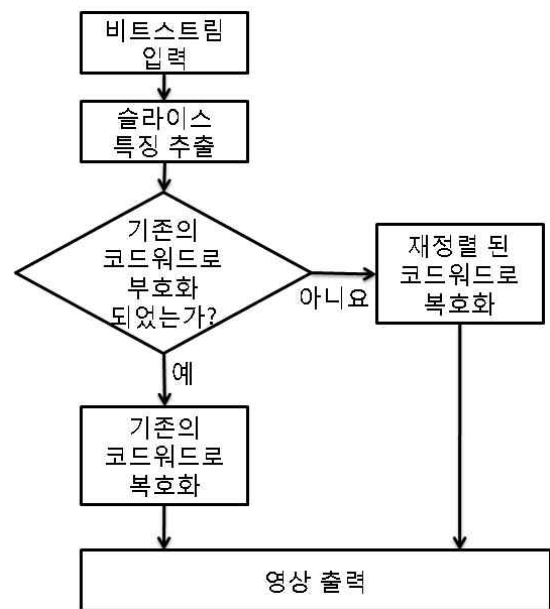 비트스트림
입력
슬라이스
특징 추출
기존의
코드워드로
부호화
되었는가?
아니요
재정렬 된
코드워드로
복호화
예
기존의
코드워드로
복호화
영상 출력